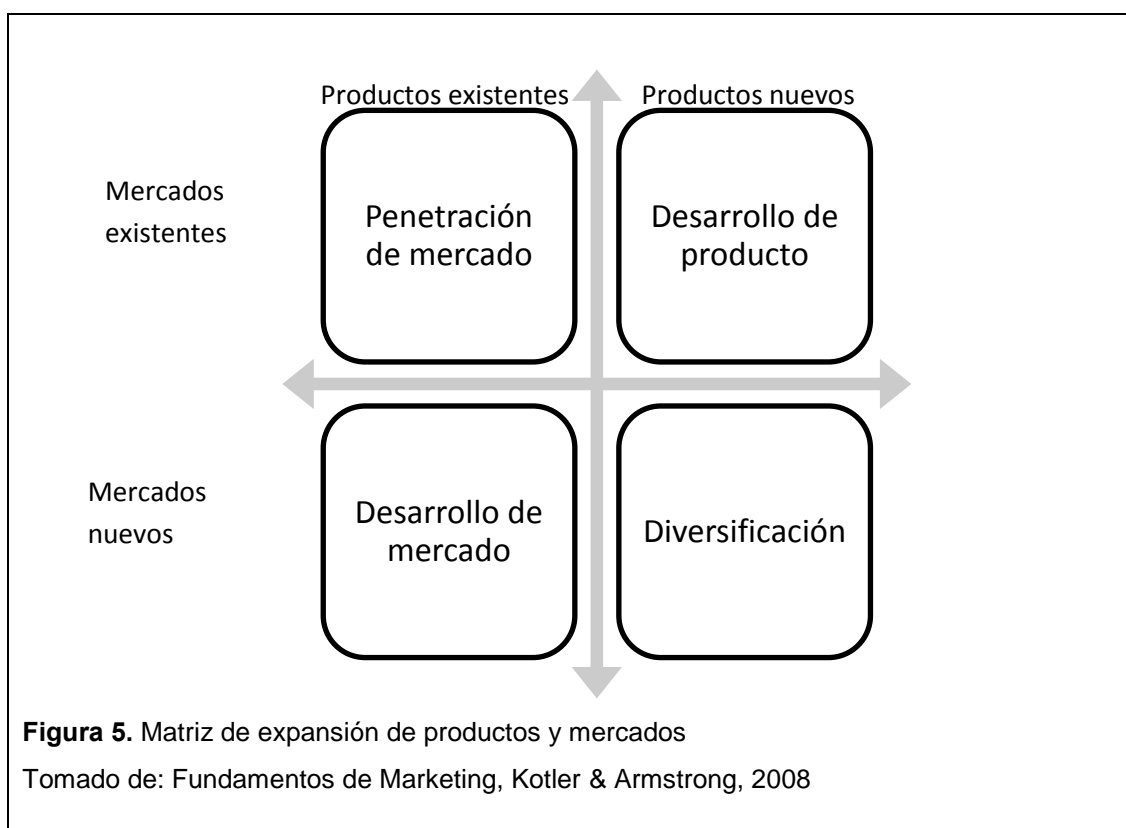 Productos existentes
Productos nuevos
Mercados
existentes
Penetración
de mercado
Desarrollo de
producto
Mercados
nuevos
Desarrollo de
mercado
Diversificación
Figura 5. Matriz de expansión de productos y mercados
Tomado de: Fundamentos de Marketing, Kotler & Armstrong, 2008